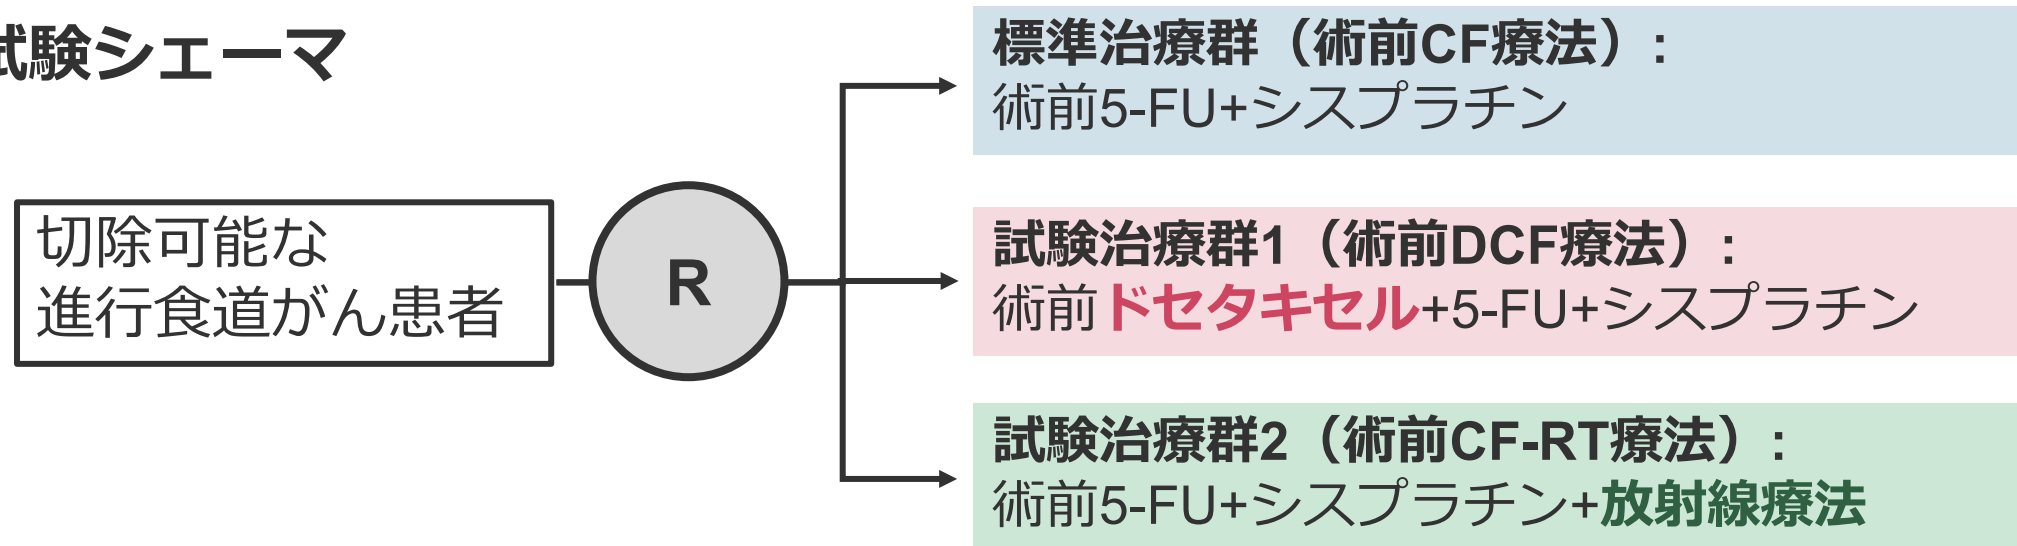 試験シェーマ
切除可能な
進行食道がん患者
R
標準治療群（術前CF療法）:
術前5-FU+シスプラチン
試験治療群1（術前DCF療法）:
術前ドセタキセル+5-FU+シスプラチン
試験治療群2（術前CF-RT療法）:
術前5-FU+シスプラチン+放射線療法